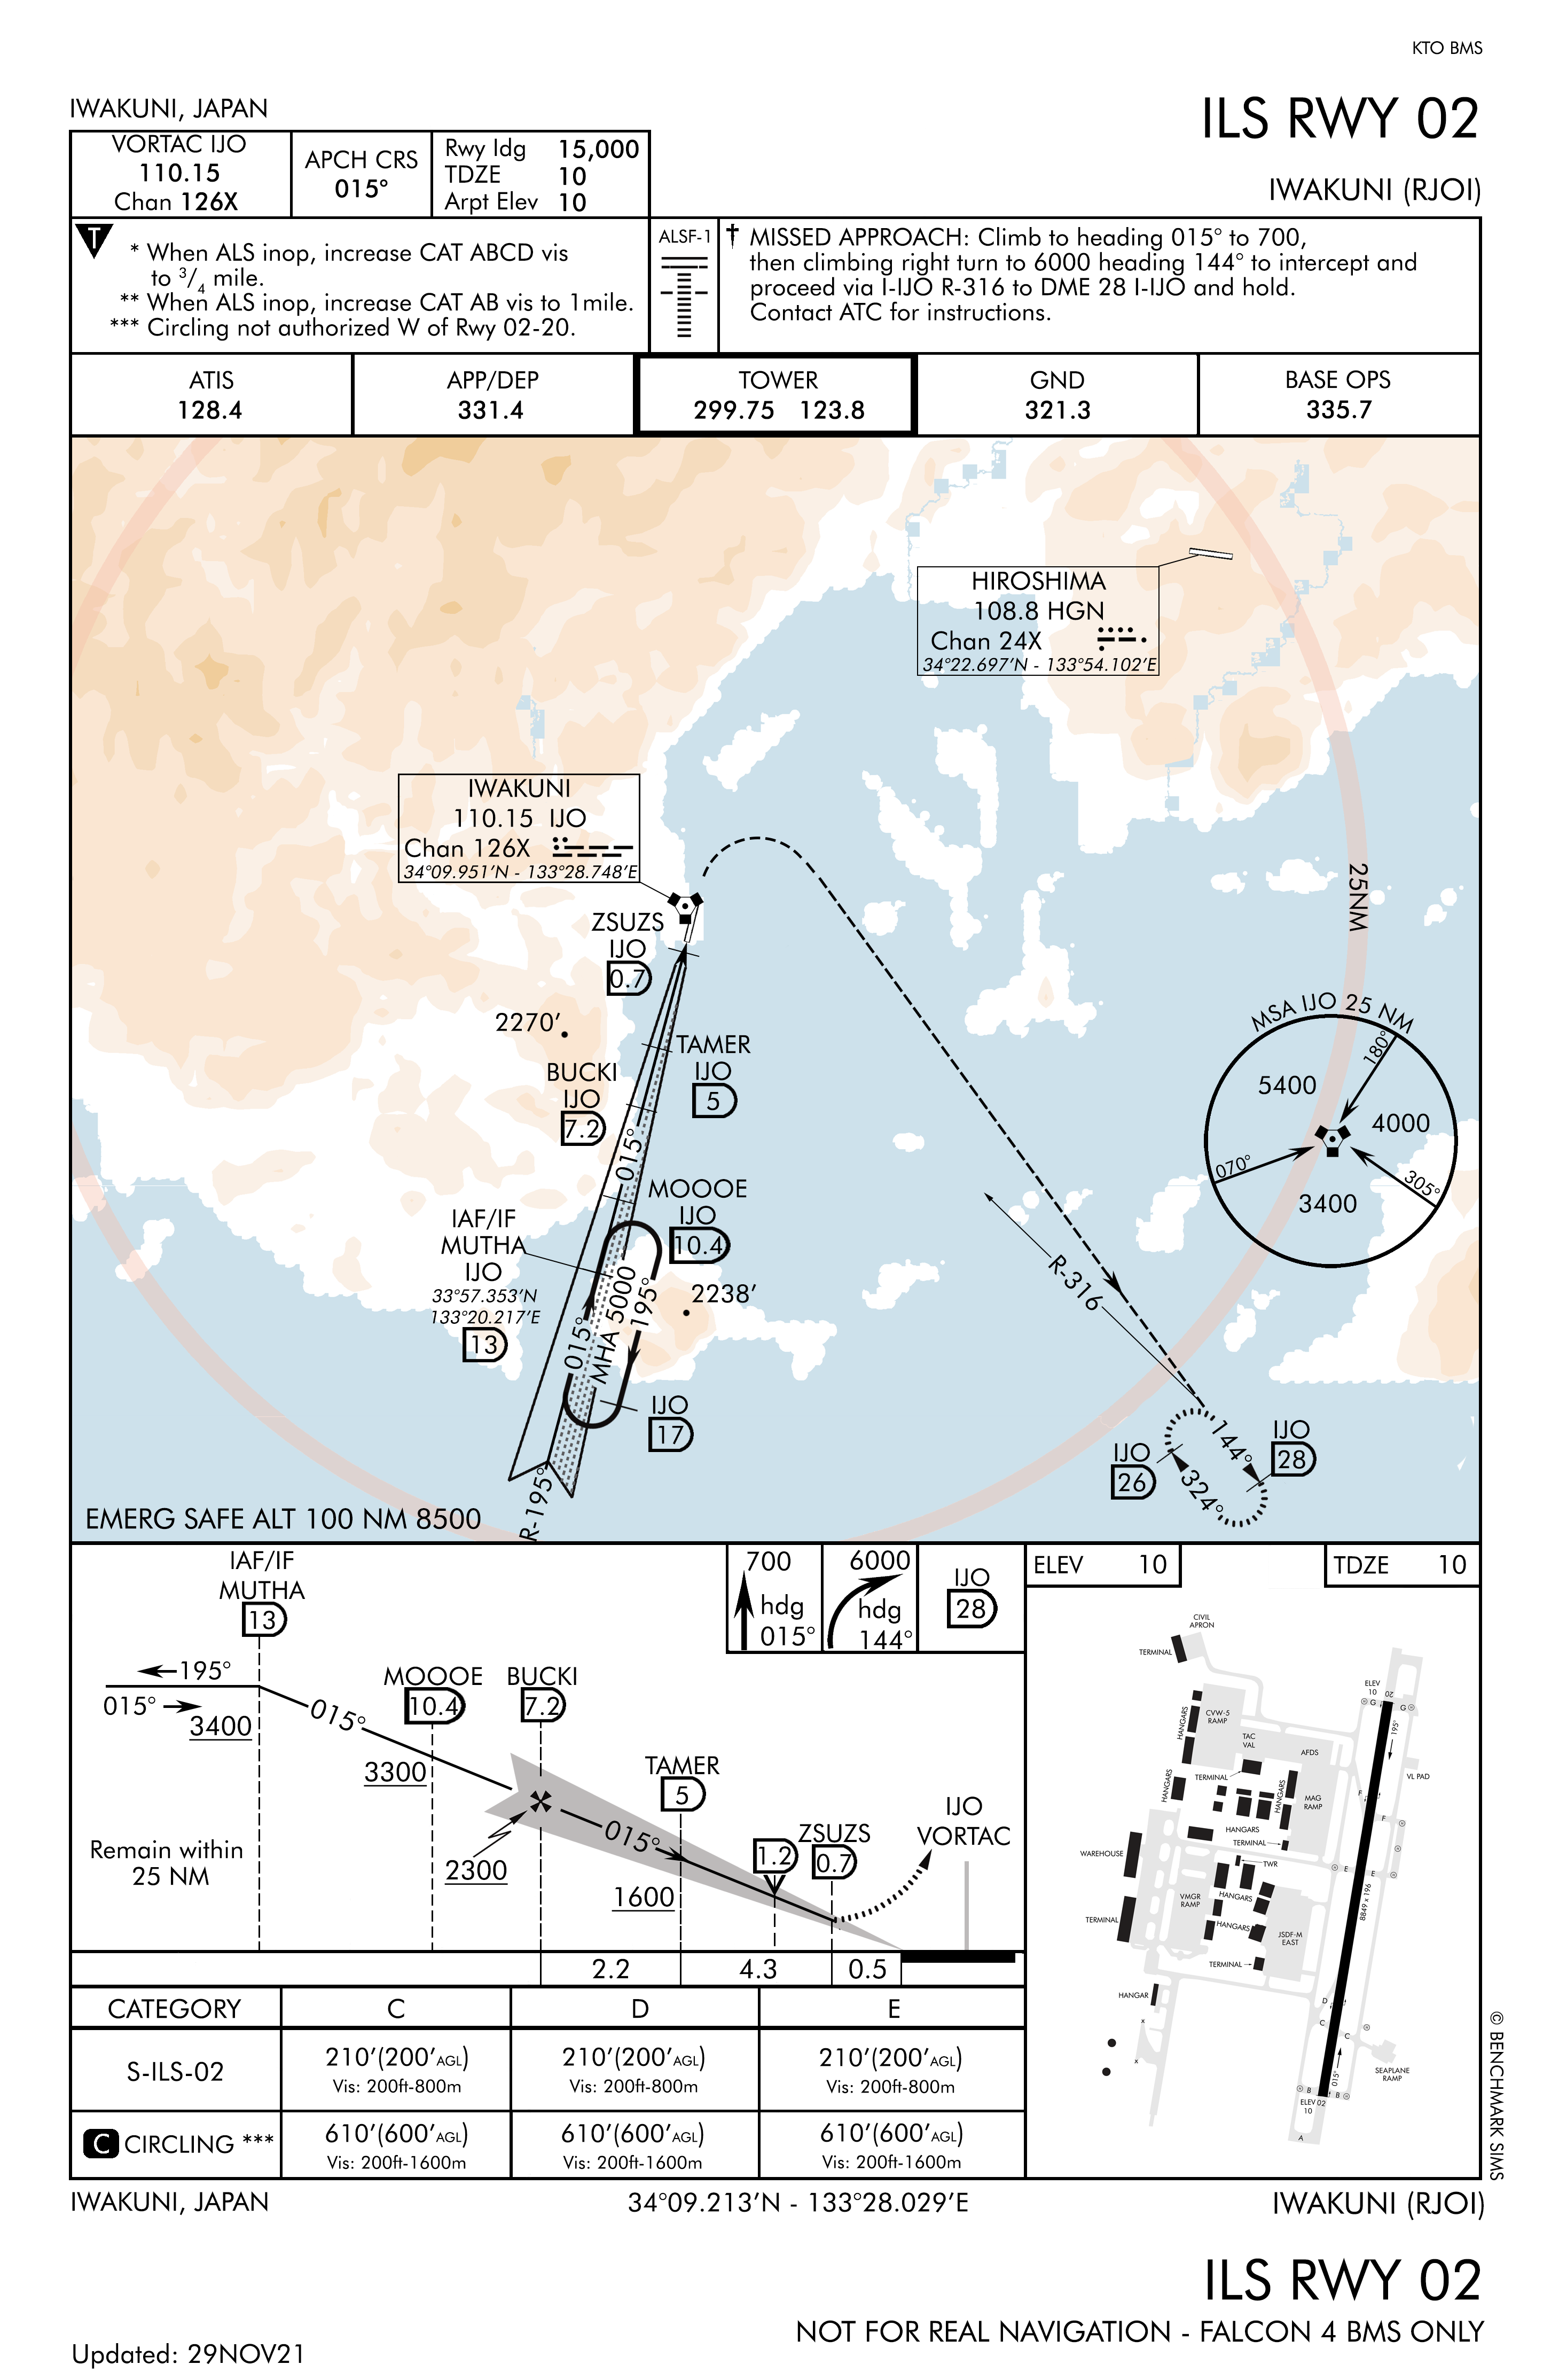 KTO BMS
IWAKUNI, JAPAN
ILS RWY 02
IWAKUNI (RJOI)
VORTAC IJO
110.15
Chan 126X
APCH CRS
015°
Rwy ldg 15,000
TDZE 10
Arpt Elev 10
T
* When ALS inop, increase CAT ABCD vis
to 3/4 mile.
** When ALS inop, increase CAT AB vis to 1mile.
*** Circling not authorized W of Rwy 02-20.
ALSF-1
† MISSED APPROACH: Climb to heading 015° to 700,
then climbing right turn to 6000 heading 144° to intercept and
proceed via I-IJO R-316 to DME 28 I-IJO and hold.
Contact ATC for instructions.
ATIS
128.4
APP/DEP
331.4
TOWER
299.75 123.8
GND
321.3
BASE OPS
335.7
HIROSHIMA
108.8 HGN
Chan 24X
34°22.697'N - 133°54.102'E
IWAKUNI
110.15 IJO
Chan 126X
34°09.951'N - 133°28.748'E
25NM
ZSUZS
IJO
0.7
2270'
TAMER
IJO
5
BUCKI
IJO
7.2
015°
MOOOE
IJO
10.4
IAF/IF
MUTHA
IJO
33°57.353'N
133°20.217'E
13
2238'
015°
MHA 5000
195°
IJO
17
R-195°
MSA IJO 25 NM
180°
5400
4000
070°
305°
3400
R-316
144°
324°
IJO
26
IJO
28
EMERG SAFE ALT 100 NM 8500
IAF/IF
MUTHA
13
195°
015°
3400
015°
MOOOE
10.4
BUCKI
7.2
3300
2300
TAMER
5
015°
1600
1.2
ZSUZS
0.7
IJO
VORTAC
Remain within
25 NM
700
hdg
015°
6000
hdg
144°
IJO
28
2.2
4.3
0.5
ELEV 10
TDZE 10
CIVIL
APRON
TERMINAL
HANGARS
CVW-5
RAMP
TAC
VAL
AFDS
ELEV
10
20
G
G
195°
VL PAD
TERMINAL
HANGARS
HANGARS
MAG
RAMP
F
F
HANGARS
TERMINAL
WAREHOUSE
TWR
E
E
VMGR
RAMP
HANGARS
8849 x 196
TERMINAL
HANGARS
JSDF-M
EAST
TERMINAL
HANGAR
D
C
C
x
x
015°
SEAPLANE
RAMP
B
B
ELEV 02
10
A
CATEGORY
C
D
E
S-ILS-02
210'(200'AGL)
Vis: 200ft-800m
210'(200'AGL)
Vis: 200ft-800m
210'(200'AGL)
Vis: 200ft-800m
C CIRCLING ***
610'(600'AGL)
Vis: 200ft-1600m
610'(600'AGL)
Vis: 200ft-1600m
610'(600'AGL)
Vis: 200ft-1600m
© BENCHMARK SIMS
IWAKUNI, JAPAN
34°09.213'N - 133°28.029'E
IWAKUNI (RJOI)
ILS RWY 02
NOT FOR REAL NAVIGATION - FALCON 4 BMS ONLY
Updated: 29NOV21